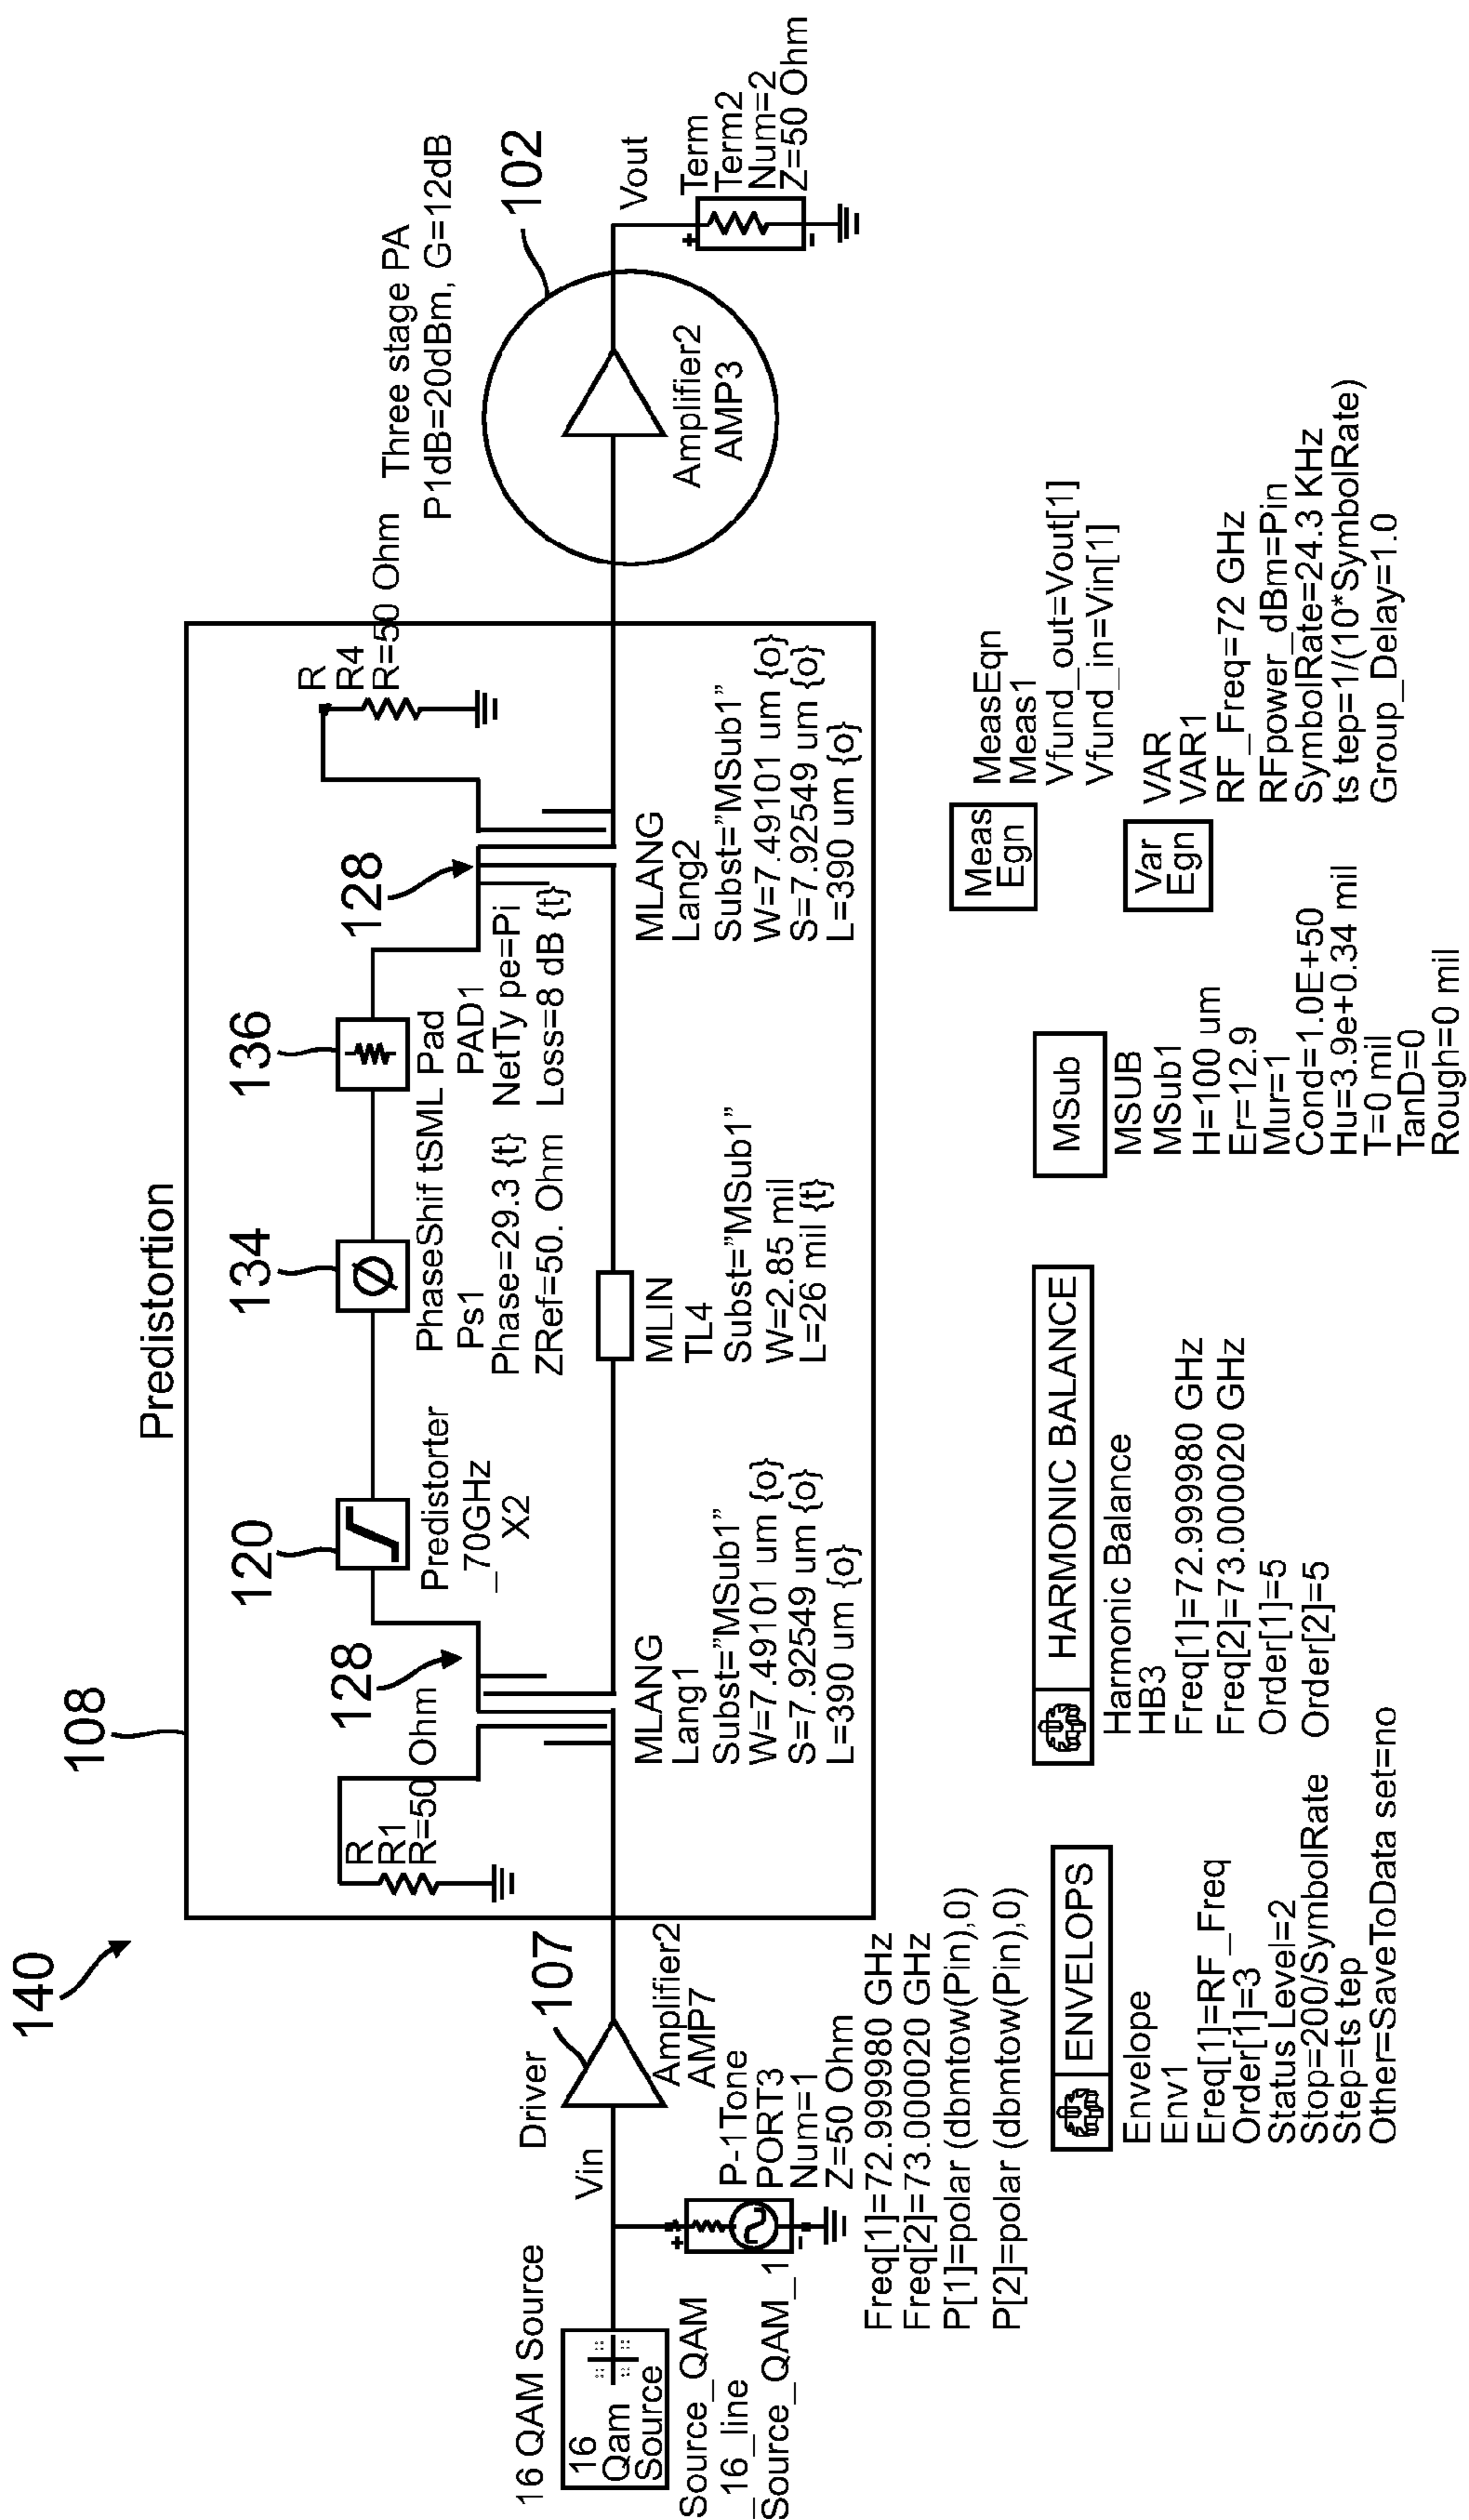 140
108
Predistortion
16 QAM Source
16
Qam
Source
Source_QAM
_16_line
Source_QAM_1
Vin
P-1Tone
PORT3
Num=1
Z=50 Ohm
Freq[1]=72.999980 GHz
Freq[2]=73.000020 GHz
P[1]=polar (dbmtow(Pin),0)
P[2]=polar (dbmtow(Pin),0)
Driver
107
Amplifier2
AMP7
R
R1
R=50 Ohm
128
MLANG
Lang1
Subst="MSub1"
W=7.49101 um {o}
S=7.92549 um {o}
L=390 um {o}
120
Predistorter
_70GHz
X2
134
PhaseShif tSML
Ps1
Phase=29.3 {t}
ZRef=50. Ohm
MLIN
TL4
Subst="MSub1"
W=2.85 mil
L=26 mil {t}
136
Pad
PAD1
NetTy pe=Pi
Loss=8 dB {t}
128
MLANG
Lang2
Subst="MSub1"
W=7.49101 um {o}
S=7.92549 um {o}
L=390 um {o}
R
R4
R=50 Ohm
Three stage PA
P1dB=20dBm, G=12dB
102
Amplifier2
AMP3
Vout
Term
Term2
Num=2
Z=50 Ohm
ENVELOPS
Envelope
Env1
Ereq[1]=RF_Freq
Order[1]=3
Status Level=2
Stop=200/SymbolRate
Step=ts tep
Other=SaveToData set=no
HARMONIC BALANCE
Harmonic Balance
HB3
Freq[1]=72.999980 GHz
Freq[2]=73.000020 GHz
Order[1]=5
Order[2]=5
MSub
MSUB
MSub1
H=100 um
Er=12.9
Mur=1
Cond=1.0E+50
Hu=3.9e+0.34 mil
T=0 mil
TanD=0
Rough=0 mil
Meas
Egn
MeasEqn
Meas1
Vfund_out=Vout[1]
Vfund_in=Vin[1]
Var
Egn
VAR
VAR1
RF_Freq=72 GHz
RFpower_dBm=Pin
SymbolRate=24.3 KHz
ts tep=1/(10*SymbolRate)
Group_Delay=1.0